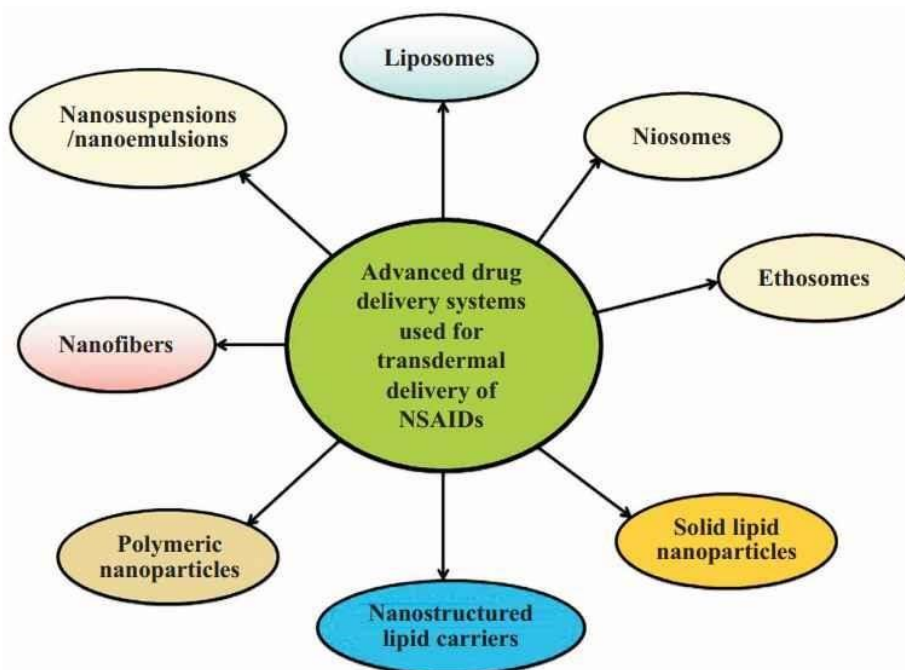 Liposomes
Nanosuspensions
/nanoemulsions
Niosomes
Ethosomes
Advanced drug
delivery systems
used for
transdermal
delivery of
NSAIDs
Nanofibers
Solid lipid
nanoparticles
Polymeric
nanoparticles
Nanostructured
lipid carriers